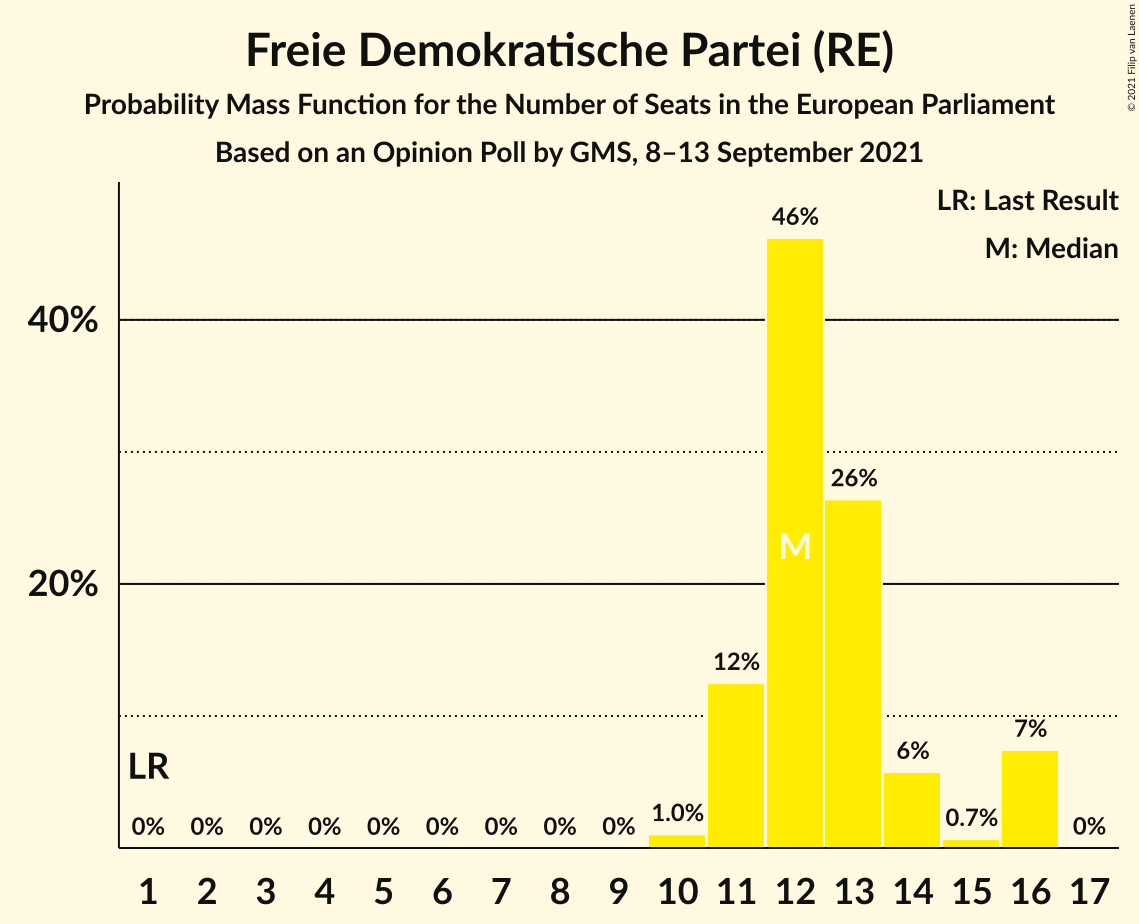 Freie Demokratische Partei (RE)
Probability Mass Function for the Number of Seats in the European Parliament
Based on an Opinion Poll by GMS, 8–13 September 2021
© 2021 Filip van Laenen
LR: Last Result
M: Median
46%
40%
26%
M
20%
12%
7%
6%
LR
1.0%
0.7%
0% 0% 0% 0% 0% 0% 0% 0% 0% 0%
1 2 3 4 5 6 7 8 9 10 11 12 13 14 15 16 17